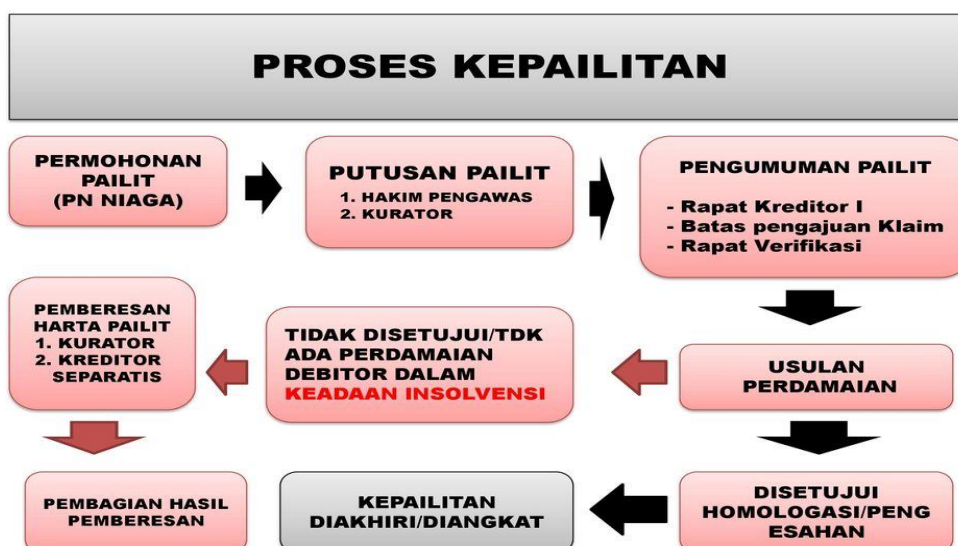 PROSES KEPAILITAN
PERMOHONAN
PAILIT
(PN NIAGA)
PUTUSAN PAILIT
1. HAKIM PENGAWAS
2. KURATOR
PENGUMUMAN PAILIT
- Rapat Kreditor I
- Batas pengajuan Klaim
- Rapat Verifikasi
PEMBERESAN
HARTA PAILIT
1. KURATOR
2. KREDITOR
SEPARATIS
TIDAK DISETUJUI/TDK
ADA PERDAMAIAN
DEBITOR DALAM
KEADAAN INSOLVENSI
USULAN
PERDAMAIAN
PEMBAGIAN HASIL
PEMBERESAN
KEPAILITAN
DIAKHIRI/DIANGKAT
DISETUJUI
HOMOLOGASI/PENG
ESAHAN